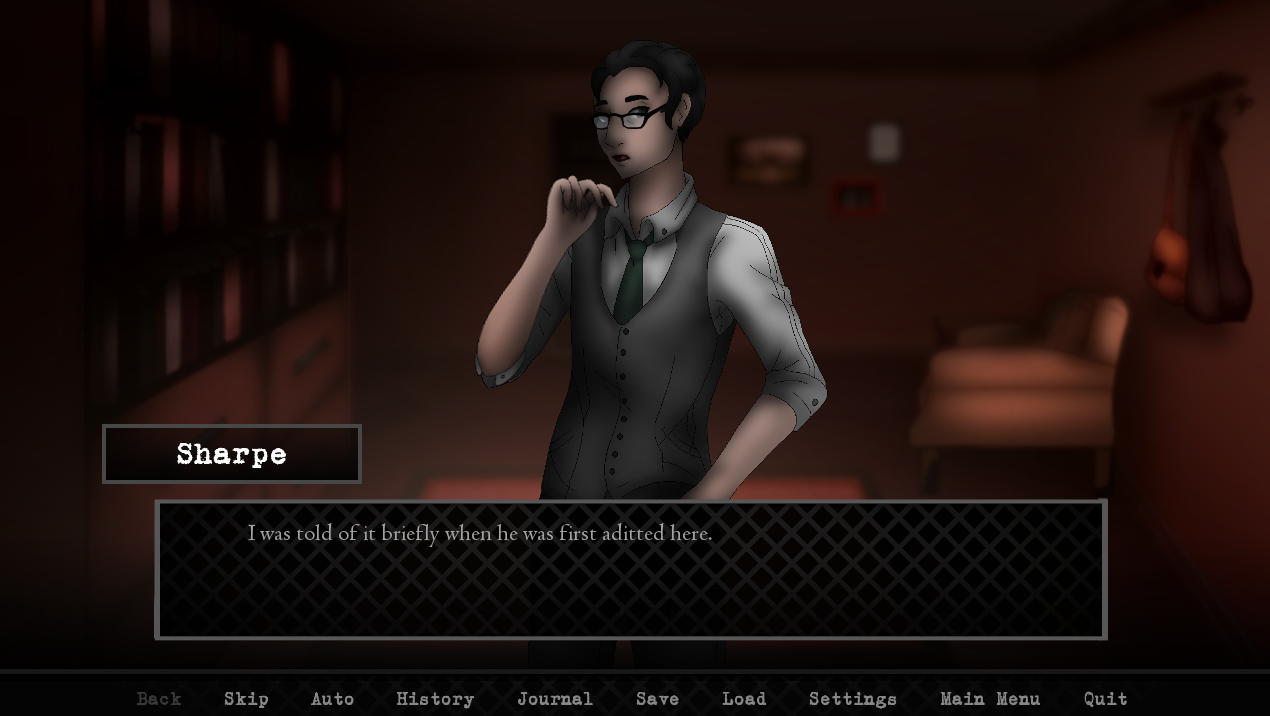 Sharpe
I was told of it briefly when he was first aditted here.
Back Skip Auto History Journal Save Load Settings Main Menu Quit